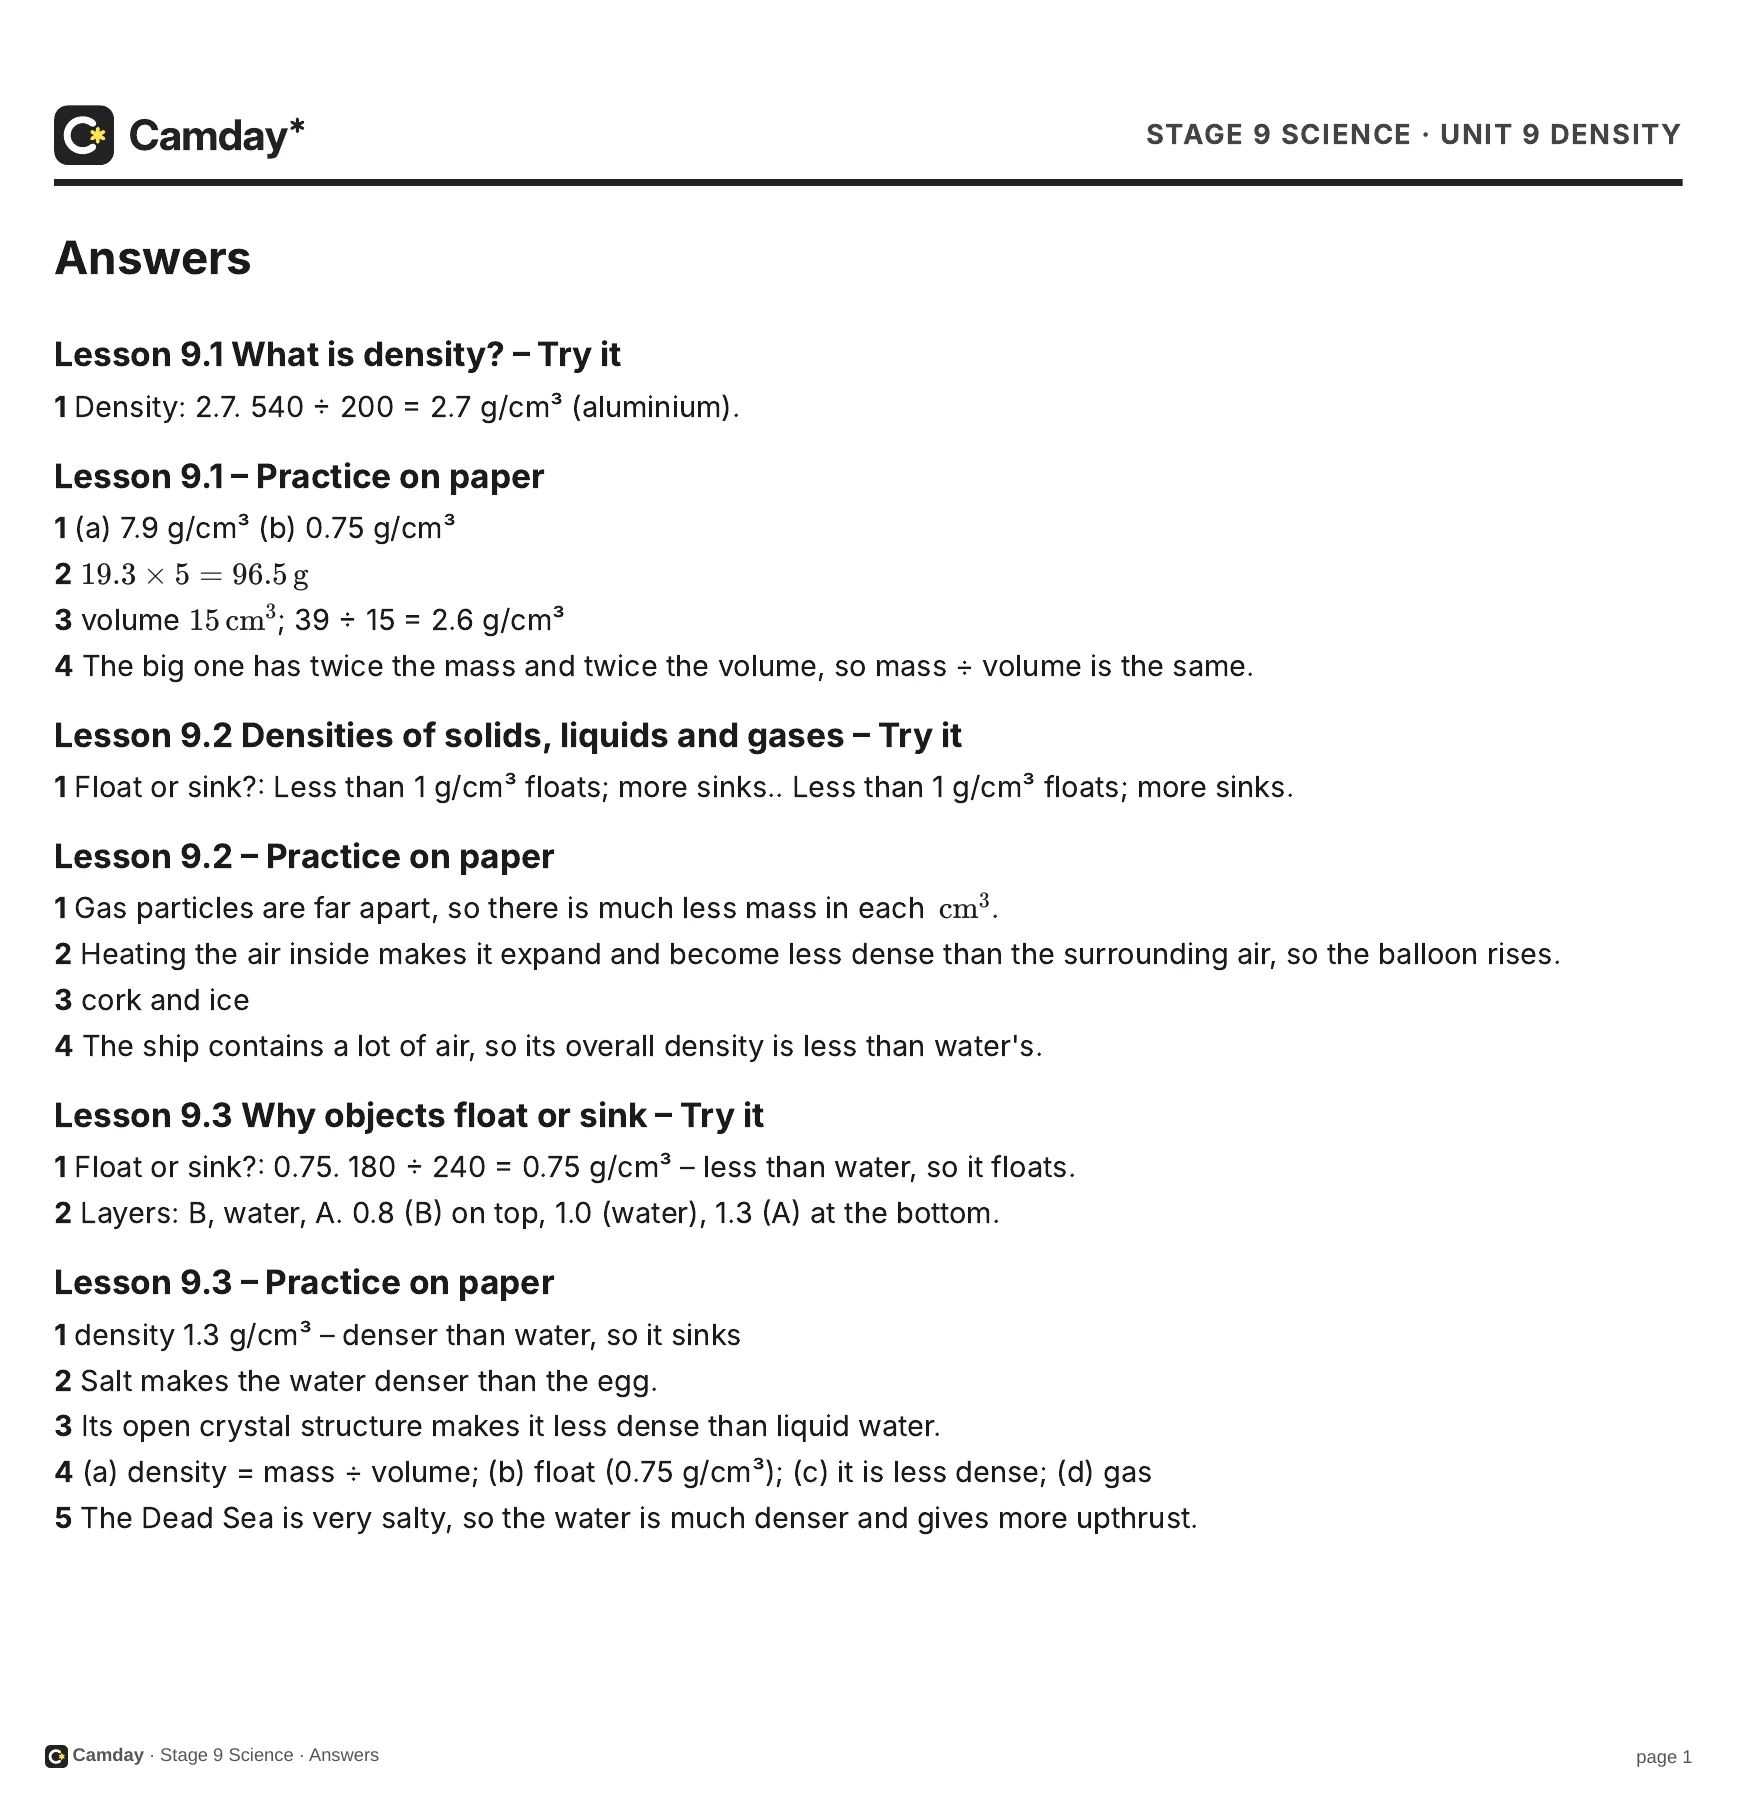 Camday*
STAGE 9 SCIENCE · UNIT 9 DENSITY
Answers
Lesson 9.1 What is density? – Try it
1 Density: 2.7. 540 ÷ 200 = 2.7 g/cm³ (aluminium).
Lesson 9.1 – Practice on paper
1 (a) 7.9 g/cm³ (b) 0.75 g/cm³
2 19.3 × 5 = 96.5 g
3 volume 15 cm³; 39 ÷ 15 = 2.6 g/cm³
4 The big one has twice the mass and twice the volume, so mass ÷ volume is the same.
Lesson 9.2 Densities of solids, liquids and gases – Try it
1 Float or sink?: Less than 1 g/cm³ floats; more sinks.. Less than 1 g/cm³ floats; more sinks.
Lesson 9.2 – Practice on paper
1 Gas particles are far apart, so there is much less mass in each cm³.
2 Heating the air inside makes it expand and become less dense than the surrounding air, so the balloon rises.
3 cork and ice
4 The ship contains a lot of air, so its overall density is less than water's.
Lesson 9.3 Why objects float or sink – Try it
1 Float or sink?: 0.75. 180 ÷ 240 = 0.75 g/cm³ – less than water, so it floats.
2 Layers: B, water, A. 0.8 (B) on top, 1.0 (water), 1.3 (A) at the bottom.
Lesson 9.3 – Practice on paper
1 density 1.3 g/cm³ – denser than water, so it sinks
2 Salt makes the water denser than the egg.
3 Its open crystal structure makes it less dense than liquid water.
4 (a) density = mass ÷ volume; (b) float (0.75 g/cm³); (c) it is less dense; (d) gas
5 The Dead Sea is very salty, so the water is much denser and gives more upthrust.
Camday · Stage 9 Science · Answers
page 1